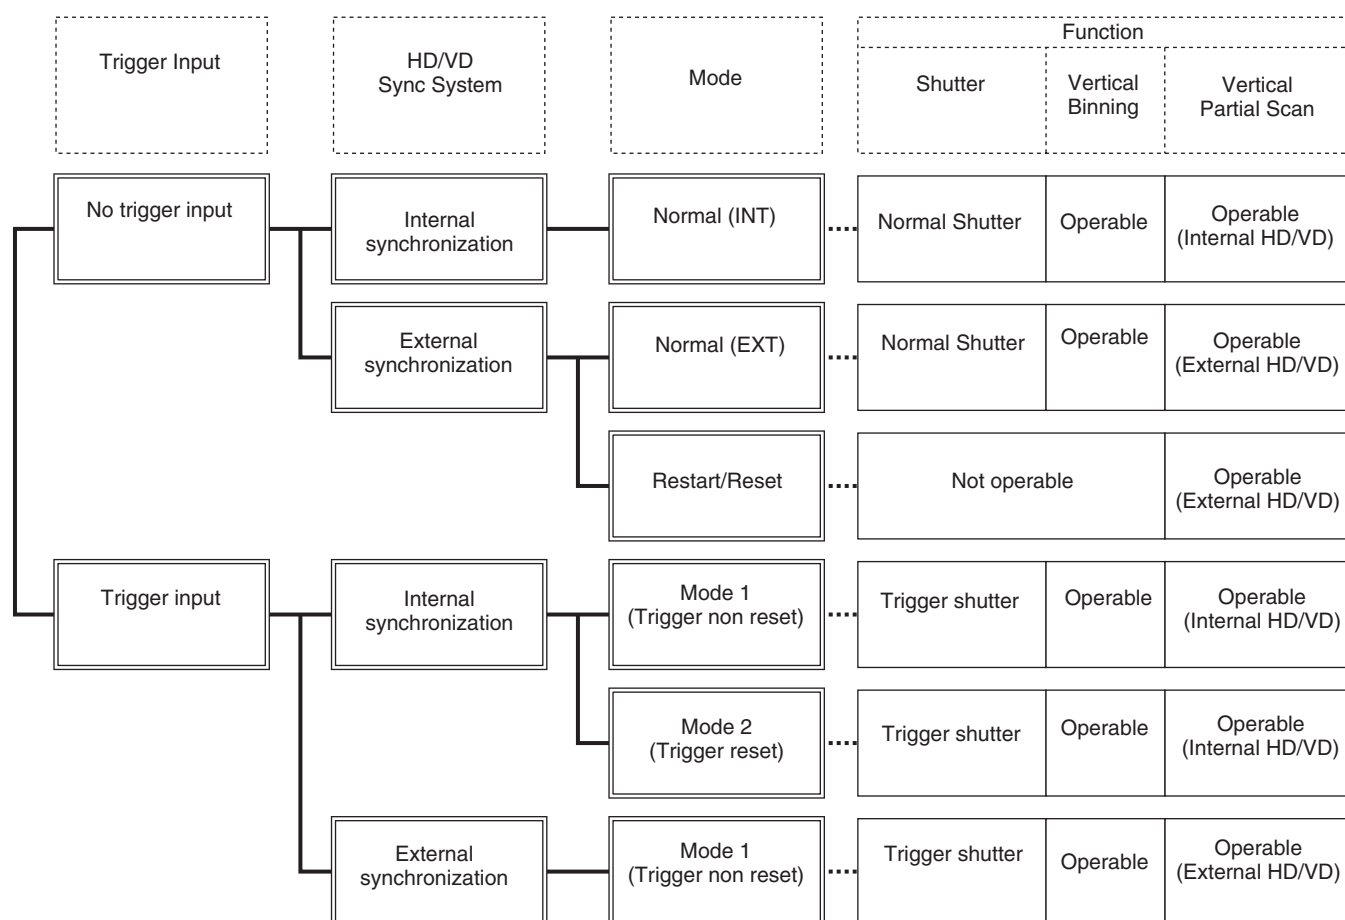 Trigger Input
HD/VD
Sync System
Mode
Function
Shutter
Vertical
Binning
Vertical
Partial Scan
No trigger input
Internal
synchronization
Normal (INT)
Normal Shutter
Operable
Operable
(Internal HD/VD)
External
synchronization
Normal (EXT)
Normal Shutter
Operable
Operable
(External HD/VD)
Restart/Reset
Not operable
Operable
(External HD/VD)
Trigger input
Internal
synchronization
Mode 1
(Trigger non reset)
Trigger shutter
Operable
Operable
(Internal HD/VD)
Mode 2
(Trigger reset)
Trigger shutter
Operable
Operable
(Internal HD/VD)
External
synchronization
Mode 1
(Trigger non reset)
Trigger shutter
Operable
Operable
(External HD/VD)